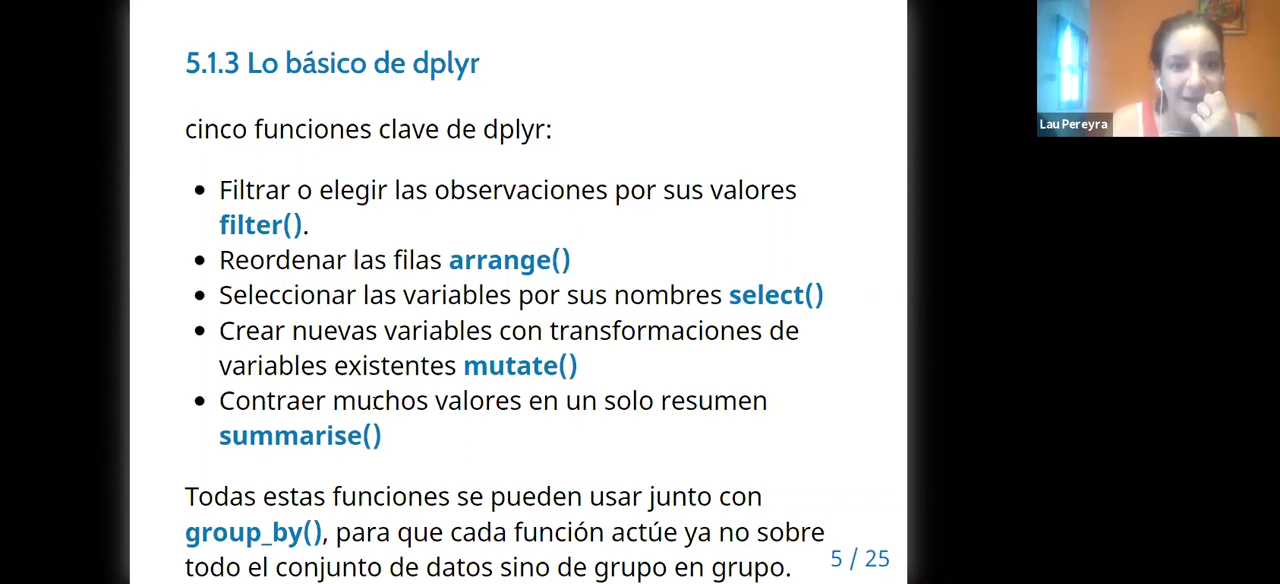 5.1.3 Lo básico de dplyr
Lau Pereyra
cinco funciones clave de dplyr:
Filtrar o elegir las observaciones por sus valores
filter().
Reordenar las filas arrange()
Seleccionar las variables por sus nombres select()
Crear nuevas variables con transformaciones de
variables existentes mutate()
Contraer muchos valores en un solo resumen
summarise()
Todas estas funciones se pueden usar junto con
group_by(), para que cada función actúe ya no sobre
todo el conjunto de datos sino de grupo en grupo.
5 / 25